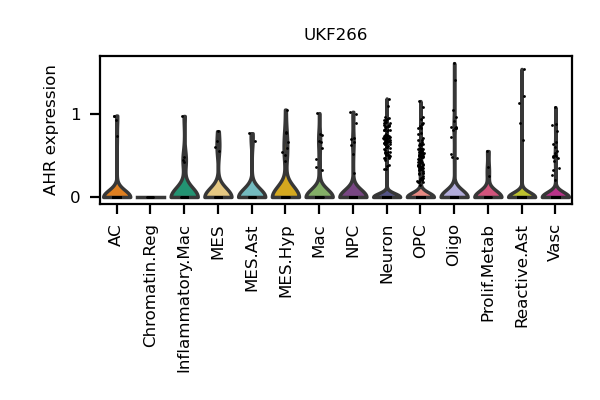 UKF266
AHR expression
1
0
AC
Chromatin.Reg
Inflammatory.Mac
MES
MES.Ast
MES.Hyp
Mac
NPC
Neuron
OPC
Oligo
Prolif.Metab
Reactive.Ast
Vasc